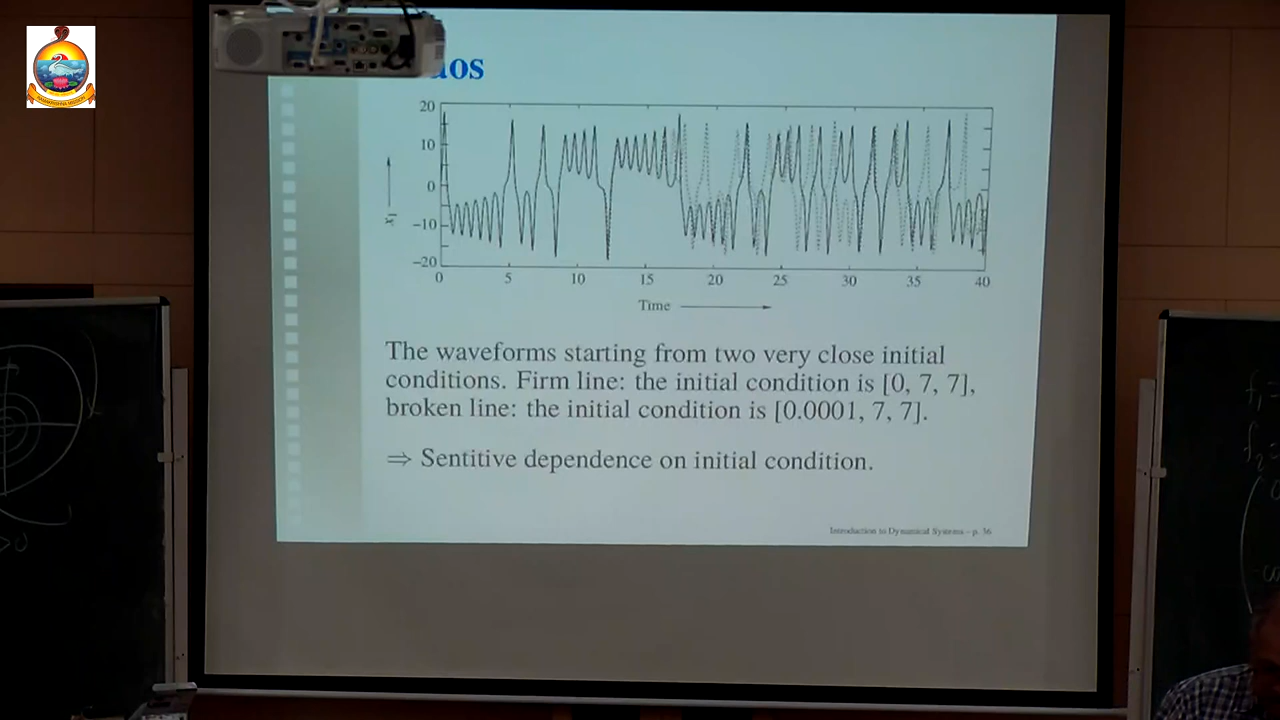 aos
20
10
0
−10
−20
x₁
0 5 10 15 20 25 30 35 40
Time
The waveforms starting from two very close initial
conditions. Firm line: the initial condition is [0, 7, 7],
broken line: the initial condition is [0.0001, 7, 7].
⇒ Sentitive dependence on initial condition.
Introduction to Dynamical Systems – p. 36